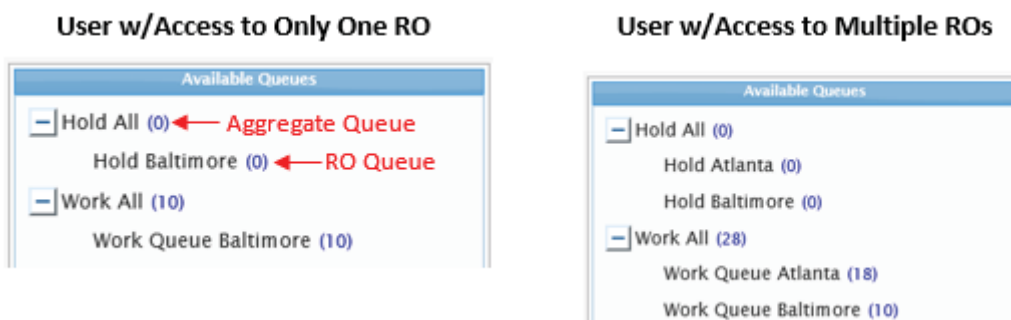 User w/Access to Only One RO
Available Queues
Hold All (0) Aggregate Queue
Hold Baltimore (0) RO Queue
Work All (10)
Work Queue Baltimore (10)
User w/Access to Multiple ROs
Available Queues
Hold All (0)
Hold Atlanta (0)
Hold Baltimore (0)
Work All (28)
Work Queue Atlanta (18)
Work Queue Baltimore (10)